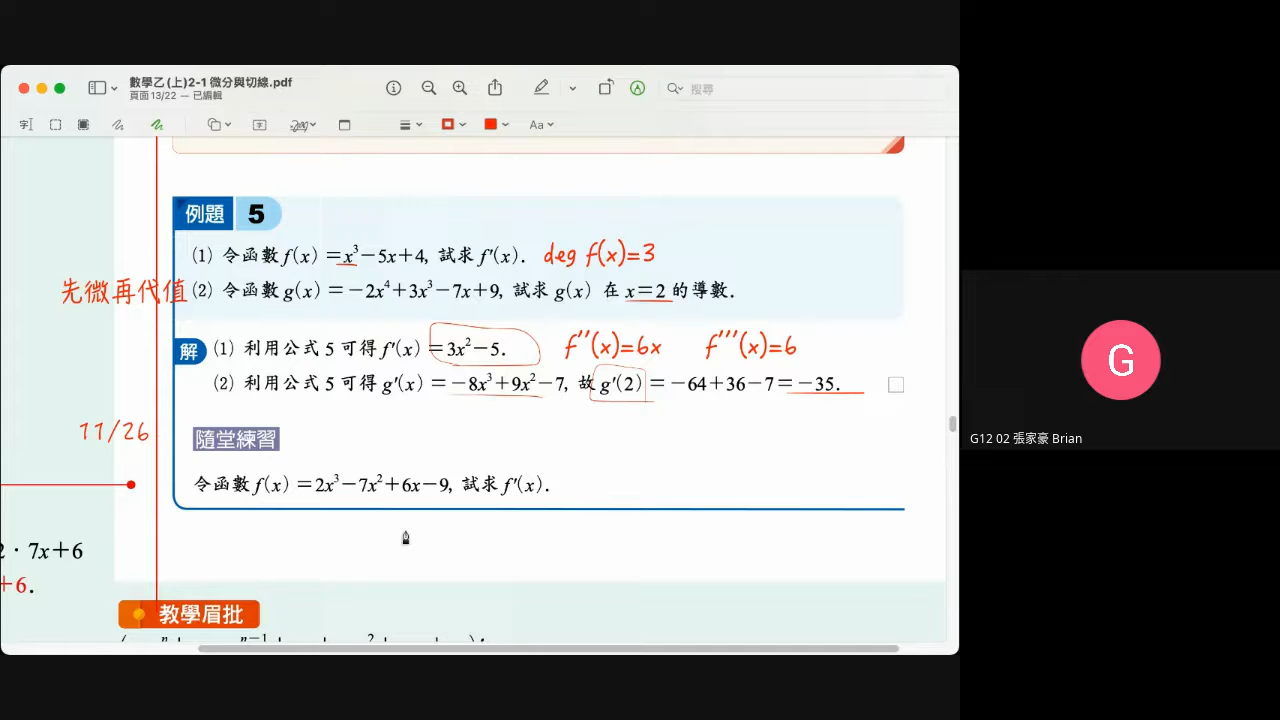 數學乙(上)2-1 微分與切線.pdf
頁面13/22 — 已編輯
搜尋
Aa
例題 5
(1) 令函數 f(x)=x³−5x+4, 試求 f′(x). deg f(x)=3
先微再代值
(2) 令函數 g(x)=−2x⁴+3x³−7x+9, 試求 g(x) 在 x=2 的導數.
解 (1) 利用公式 5 可得 f′(x)=3x²−5. f′′(x)=6x f′′′(x)=6
(2) 利用公式 5 可得 g′(x)=−8x³+9x²−7, 故 g′(2)=−64+36−7=−35.
11/26
隨堂練習
令函數 f(x)=2x³−7x²+6x−9, 試求 f′(x).
2·7x+6
+6.
教學眉批
G
G12 02 張家豪 Brian